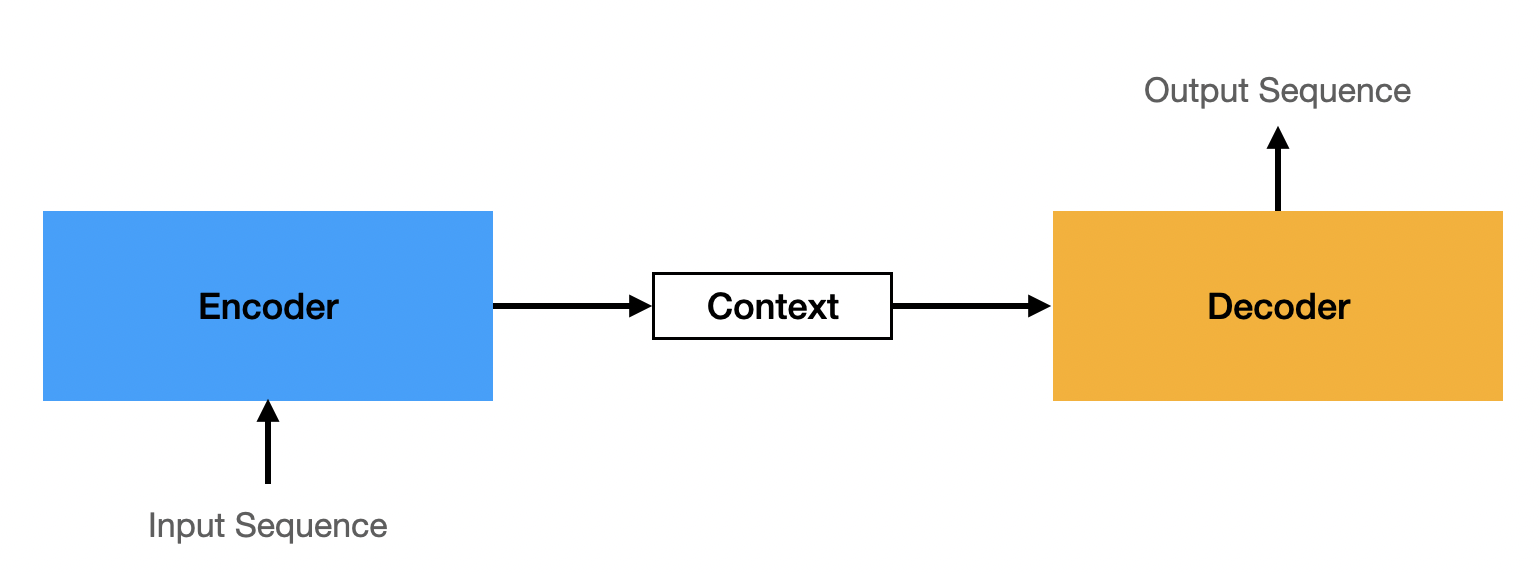 Output Sequence
Encoder
Context
Decoder
Input Sequence